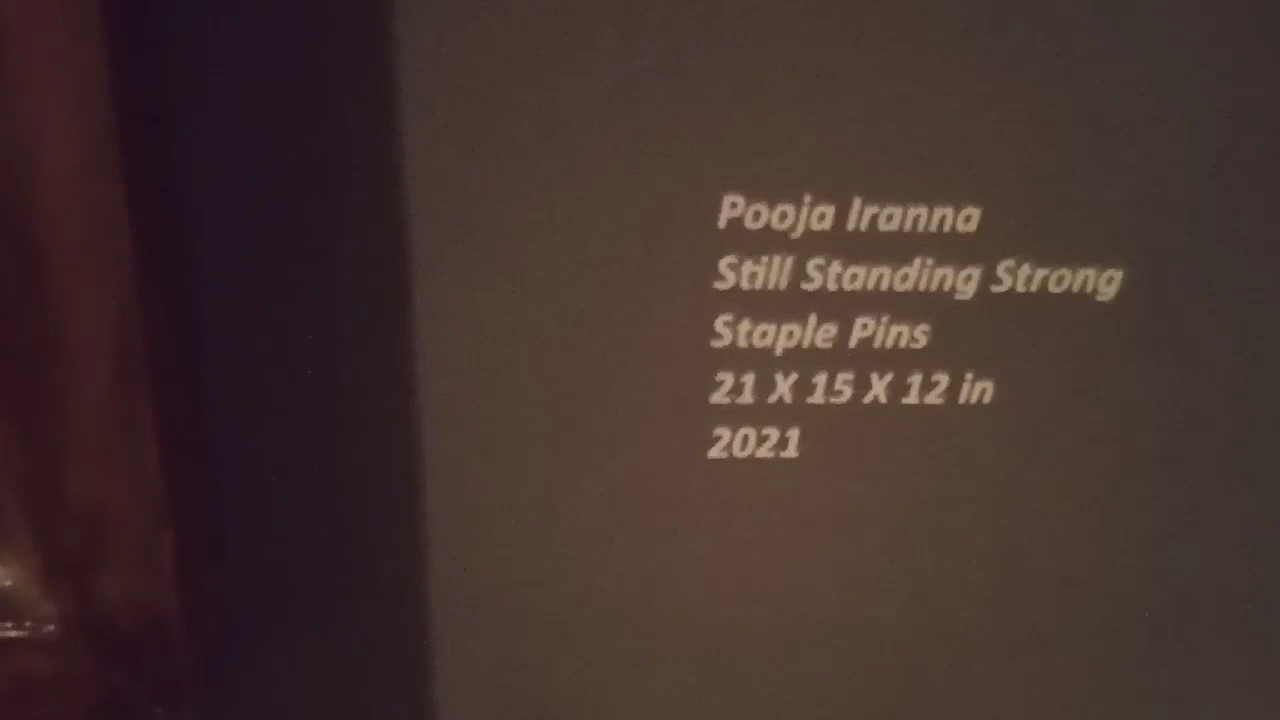 Pooja Iranna
Still Standing Strong
Staple Pins
21 X 15 X 12 in
2021